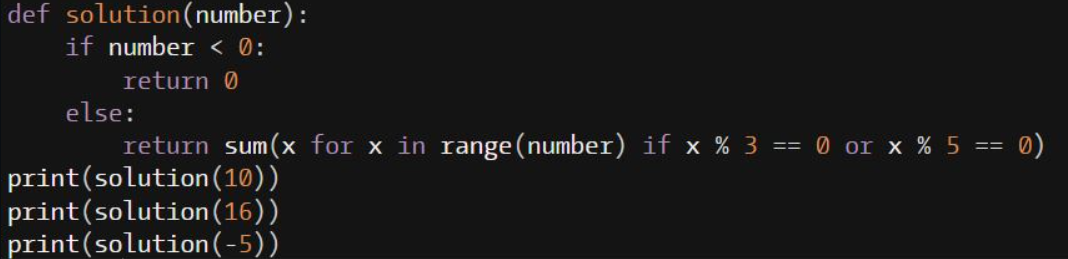 def solution(number):
    if number < 0:
        return 0
    else:
        return sum(x for x in range(number) if x % 3 == 0 or x % 5 == 0)
print(solution(10))
print(solution(16))
print(solution(-5))